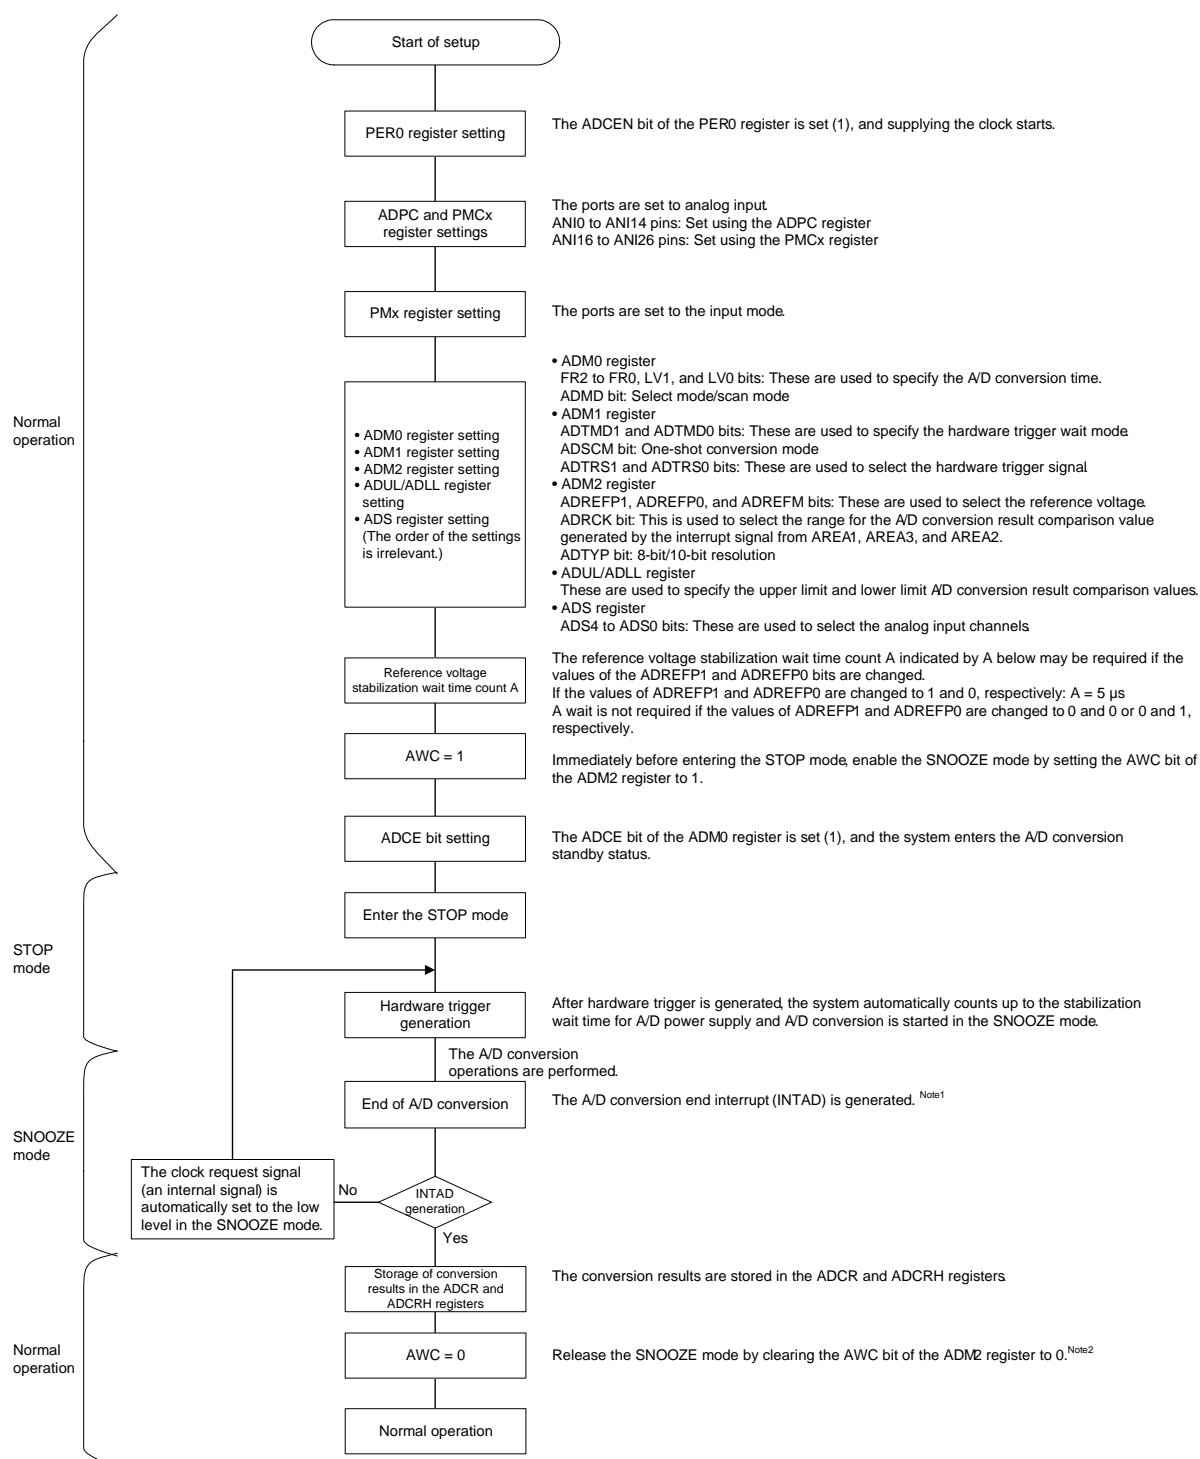 Start of setup
PER0 register setting
The ADCEN bit of the PER0 register is set (1), and supplying the clock starts.
ADPC and PMCx
register settings
The ports are set to analog input.
ANI0 to ANI14 pins: Set using the ADPC register
ANI16 to ANI26 pins: Set using the PMCx register
PMx register setting
The ports are set to the input mode.
Normal
operation
• ADM0 register setting
• ADM1 register setting
• ADM2 register setting
• ADUL/ADLL register
setting
• ADS register setting
(The order of the settings
is irrelevant.)
• ADM0 register
FR2 to FR0, LV1, and LV0 bits: These are used to specify the A/D conversion time.
ADMD bit: Select mode/scan mode
• ADM1 register
ADTMD1 and ADTMD0 bits: These are used to specify the hardware trigger wait mode.
ADSCM bit: One-shot conversion mode
ADTRS1 and ADTRS0 bits: These are used to select the hardware trigger signal.
• ADM2 register
ADREFP1, ADREFP0, and ADREFM bits: These are used to select the reference voltage.
ADRCK bit: This is used to select the range for the A/D conversion result comparison value
generated by the interrupt signal from AREA1, AREA3, and AREA2.
ADTYP bit: 8-bit/10-bit resolution
• ADUL/ADLL register
These are used to specify the upper limit and lower limit A/D conversion result comparison values.
• ADS register
ADS4 to ADS0 bits: These are used to select the analog input channels.
Reference voltage
stabilization wait time count A
The reference voltage stabilization wait time count A indicated by A below may be required if the
values of the ADREFP1 and ADREFP0 bits are changed.
If the values of ADREFP1 and ADREFP0 are changed to 1 and 0, respectively: A = 5 µs
A wait is not required if the values of ADREFP1 and ADREFP0 are changed to 0 and 0 or 0 and 1,
respectively.
AWC = 1
Immediately before entering the STOP mode, enable the SNOOZE mode by setting the AWC bit of
the ADM2 register to 1.
ADCE bit setting
The ADCE bit of the ADM0 register is set (1), and the system enters the A/D conversion
standby status.
Enter the STOP mode
STOP
mode
Hardware trigger
generation
After hardware trigger is generated, the system automatically counts up to the stabilization
wait time for A/D power supply and A/D conversion is started in the SNOOZE mode.
The A/D conversion
operations are performed.
End of A/D conversion
The A/D conversion end interrupt (INTAD) is generated. Note1
SNOOZE
mode
The clock request signal
(an internal signal) is
automatically set to the low
level in the SNOOZE mode.
No
INTAD
generation
Yes
Storage of conversion
results in the ADCR and
ADCRH registers
The conversion results are stored in the ADCR and ADCRH registers.
Normal
operation
AWC = 0
Release the SNOOZE mode by clearing the AWC bit of the ADM2 register to 0.Note2
Normal operation